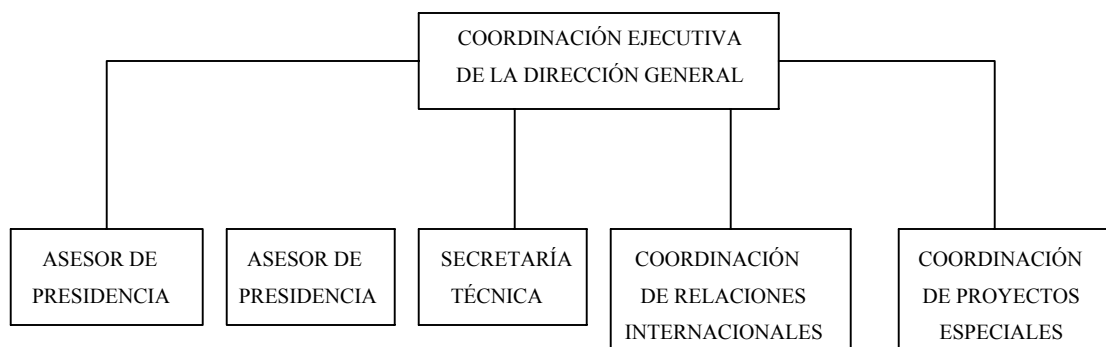 COORDINACIÓN EJECUTIVA
DE LA DIRECCIÓN GENERAL
ASESOR DE
PRESIDENCIA
ASESOR DE
PRESIDENCIA
SECRETARÍA
TÉCNICA
COORDINACIÓN
DE RELACIONES
INTERNACIONALES
COORDINACIÓN
DE PROYECTOS
ESPECIALES